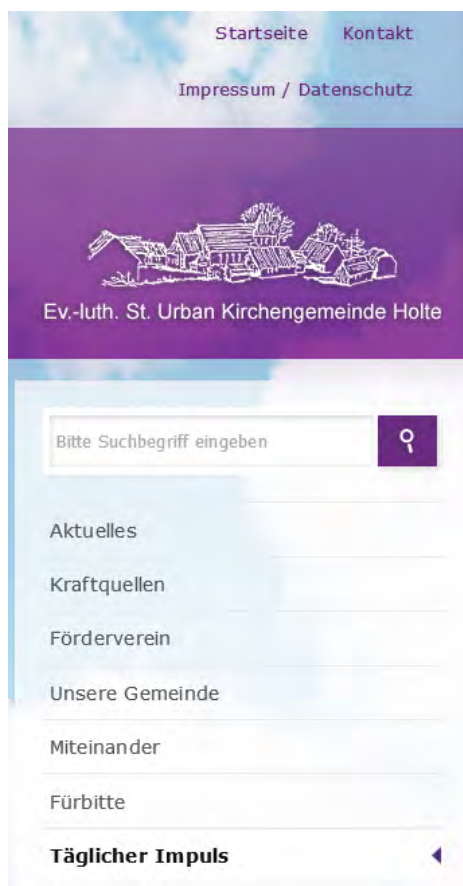 Startseite Kontakt
Impressum / Datenschutz
Ev.-luth. St. Urban Kirchengemeinde Holte
Bitte Suchbegriff eingeben
Aktuelles
Kraftquellen
Förderverein
Unsere Gemeinde
Miteinander
Fürbitte
Täglicher Impuls